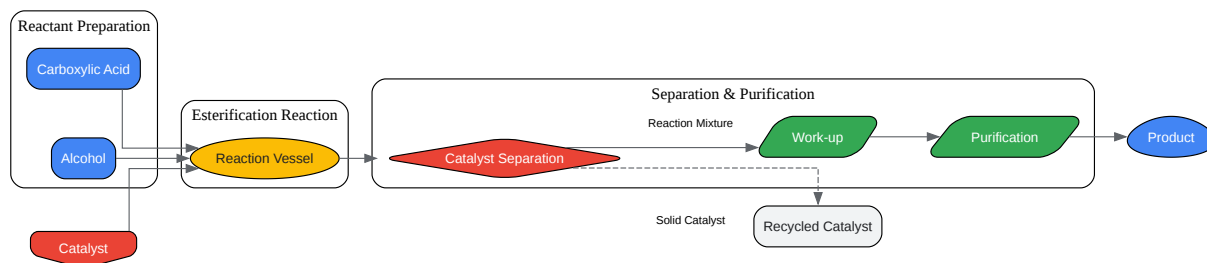 Reactant Preparation
Carboxylic Acid
Alcohol
Catalyst
Esterification Reaction
Reaction Vessel
Separation & Purification
Catalyst Separation
Reaction Mixture
Work-up
Purification
Solid Catalyst
Recycled Catalyst
Product